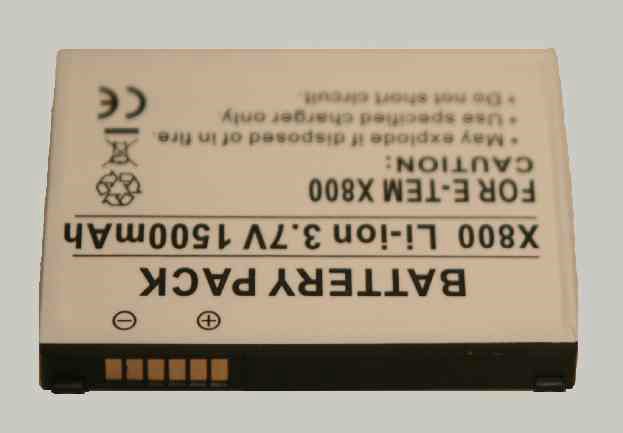 BATTERY PACK
X800 Li-ion 3.7V 1500mAh
FOR E-TEM X800
CAUTION:
• May explode if disposed of in fire.
• Use specified charger only.
• Do not short circuit.
CE